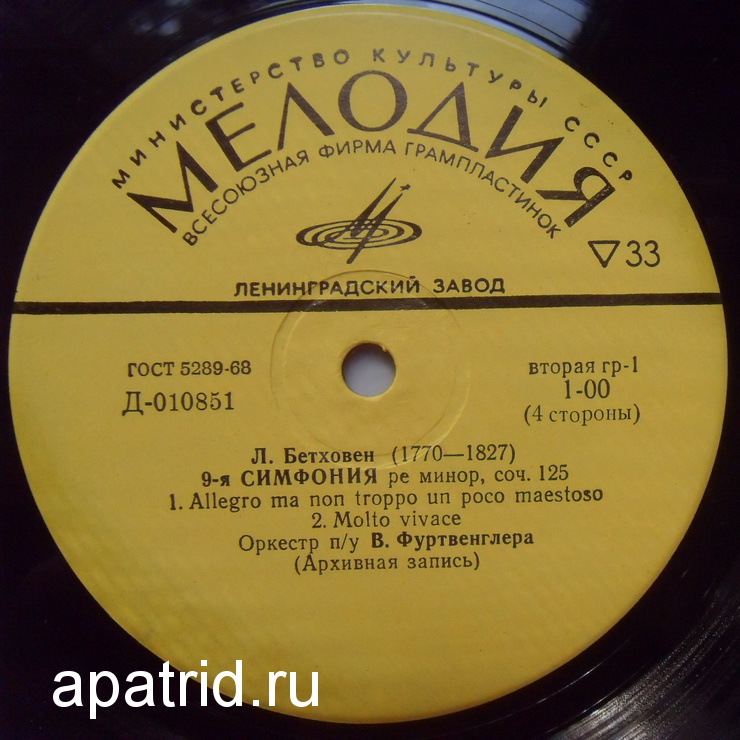 МИНИСТЕРСТВО КУЛЬТУРЫ СССР
МЕЛОДИЯ
ВСЕСОЮЗНАЯ ФИРМА ГРАМПЛАСТИНОК
33
ЛЕНИНГРАДСКИЙ ЗАВОД
ГОСТ 5289-68
Д-010851
вторая гр-1
1-00
(4 стороны)
Л. Бетховен (1770—1827)
9-я СИМФОНИЯ ре минор, соч. 125
1. Allegro ma non troppo un poco maestoso
2. Molto vivace
Оркестр п/у В. Фуртвенглера
(Архивная запись)
apatrid.ru